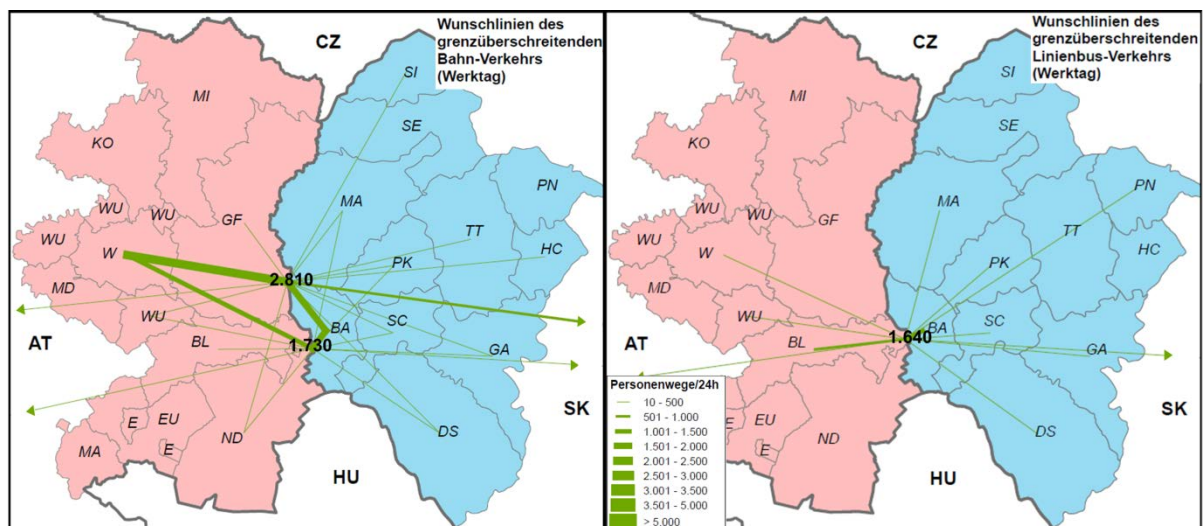 Wunschlinien des
grenzüberschreitenden
Bahn-Verkehrs
(Werktag)
CZ
SI
MI
SE
KO
PN
WU
WU
MA
GF
TT
WU
W
HC
PK
2.810
MD
WU
BA
SC
AT
BL
1.730
GA
SK
E
EU
ND
DS
E
MA
HU
Wunschlinien des
grenzüberschreitenden
Linienbus-Verkehrs
(Werktag)
CZ
SI
MI
SE
KO
PN
WU
WU
MA
GF
TT
WU
W
HC
PK
MD
WU
BA
SC
1.640
AT
BL
GA
SK
EU
ND
DS
E
HU
Personenwege/24h
10 - 500
501 - 1.000
1.001 - 1.500
1.501 - 2.000
2.001 - 2.500
2.501 - 3.000
3.001 - 3.500
3.501 - 5.000
> 5.000